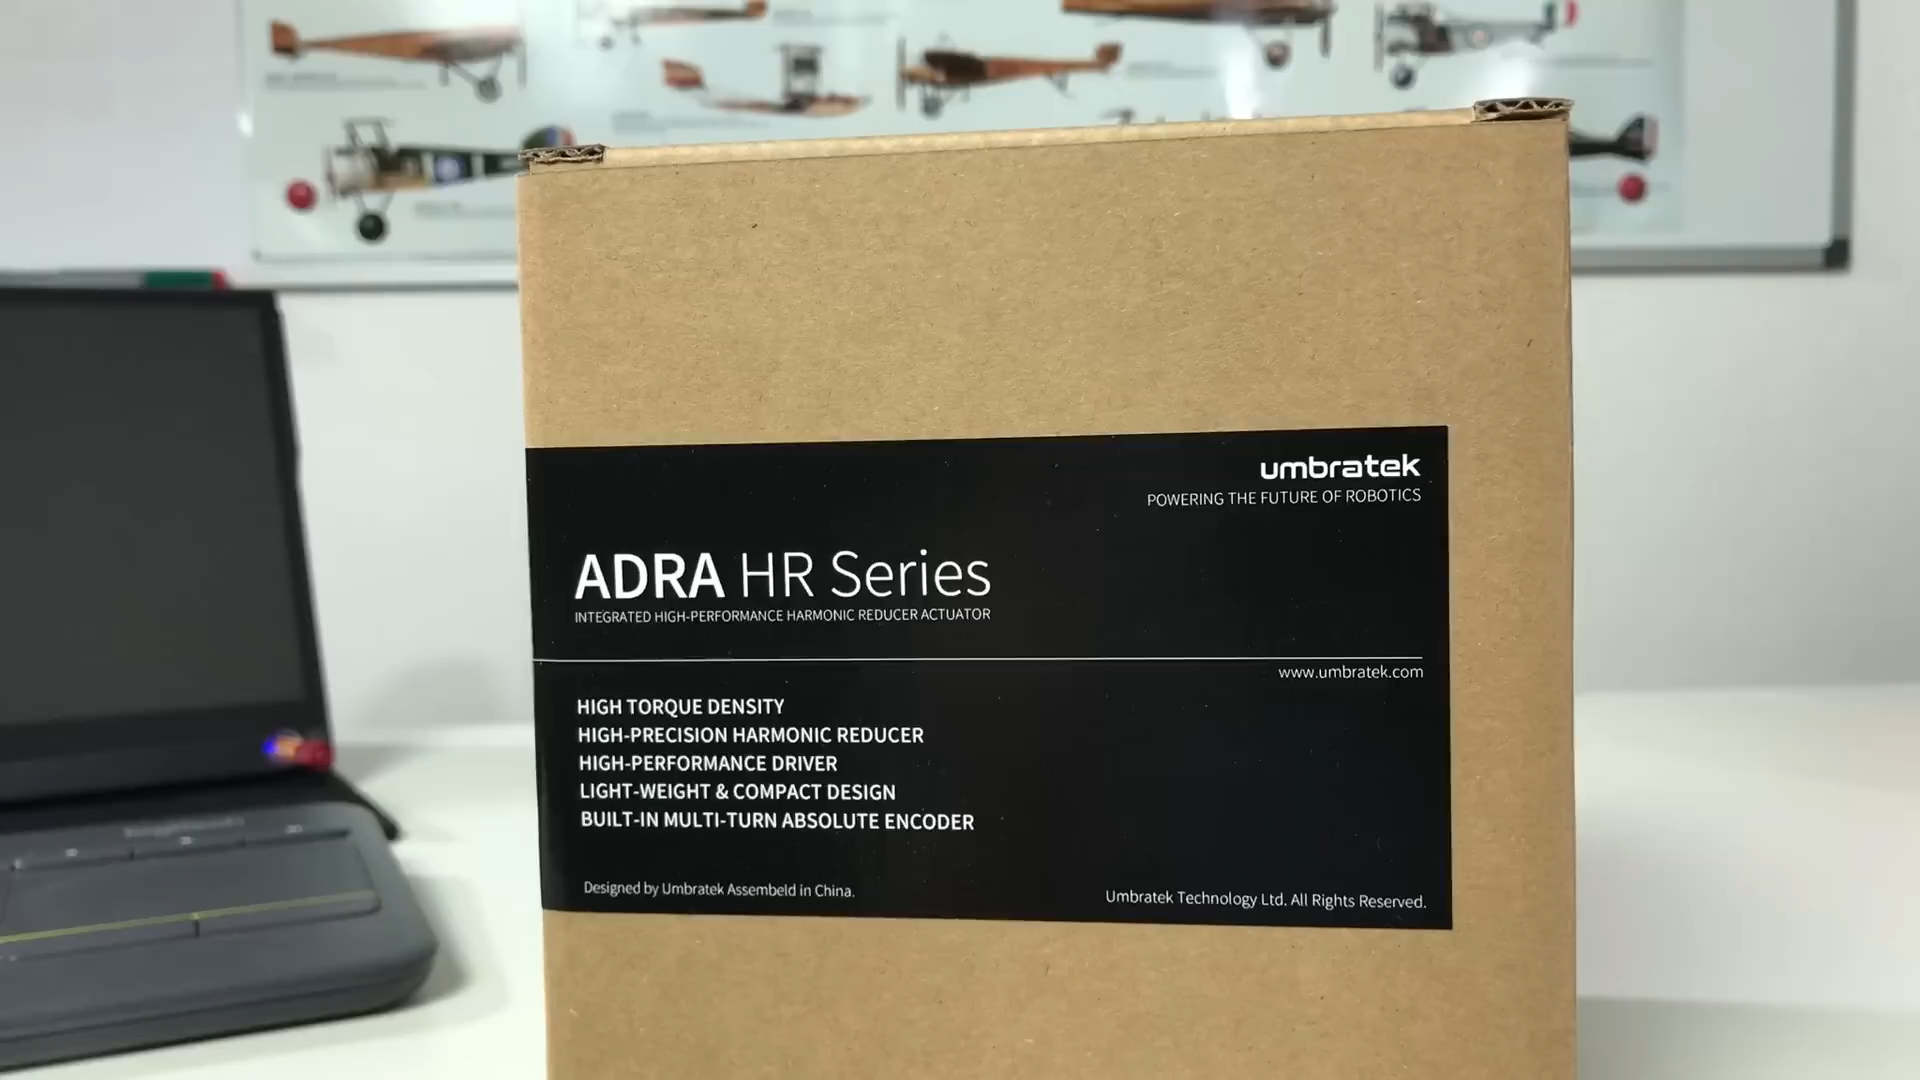 umbratek
POWERING THE FUTURE OF ROBOTICS
ADRA HR Series
INTEGRATED HIGH-PERFORMANCE HARMONIC REDUCER ACTUATOR
www.umbratek.com
HIGH TORQUE DENSITY
HIGH-PRECISION HARMONIC REDUCER
HIGH-PERFORMANCE DRIVER
LIGHT-WEIGHT & COMPACT DESIGN
BUILT-IN MULTI-TURN ABSOLUTE ENCODER
Designed by Umbratek Assembeld in China.
Umbratek Technology Ltd. All Rights Reserved.